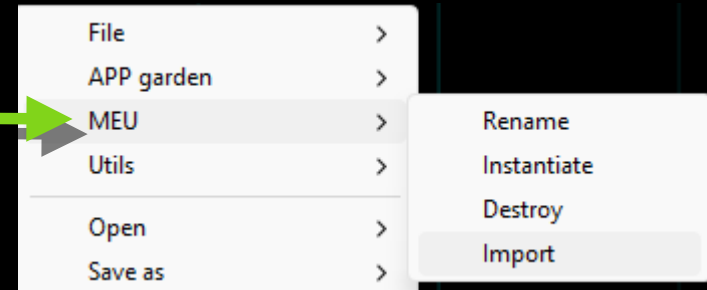 File
APP garden
MEU
Utils
Open
Save as
Rename
Instantiate
Destroy
Import